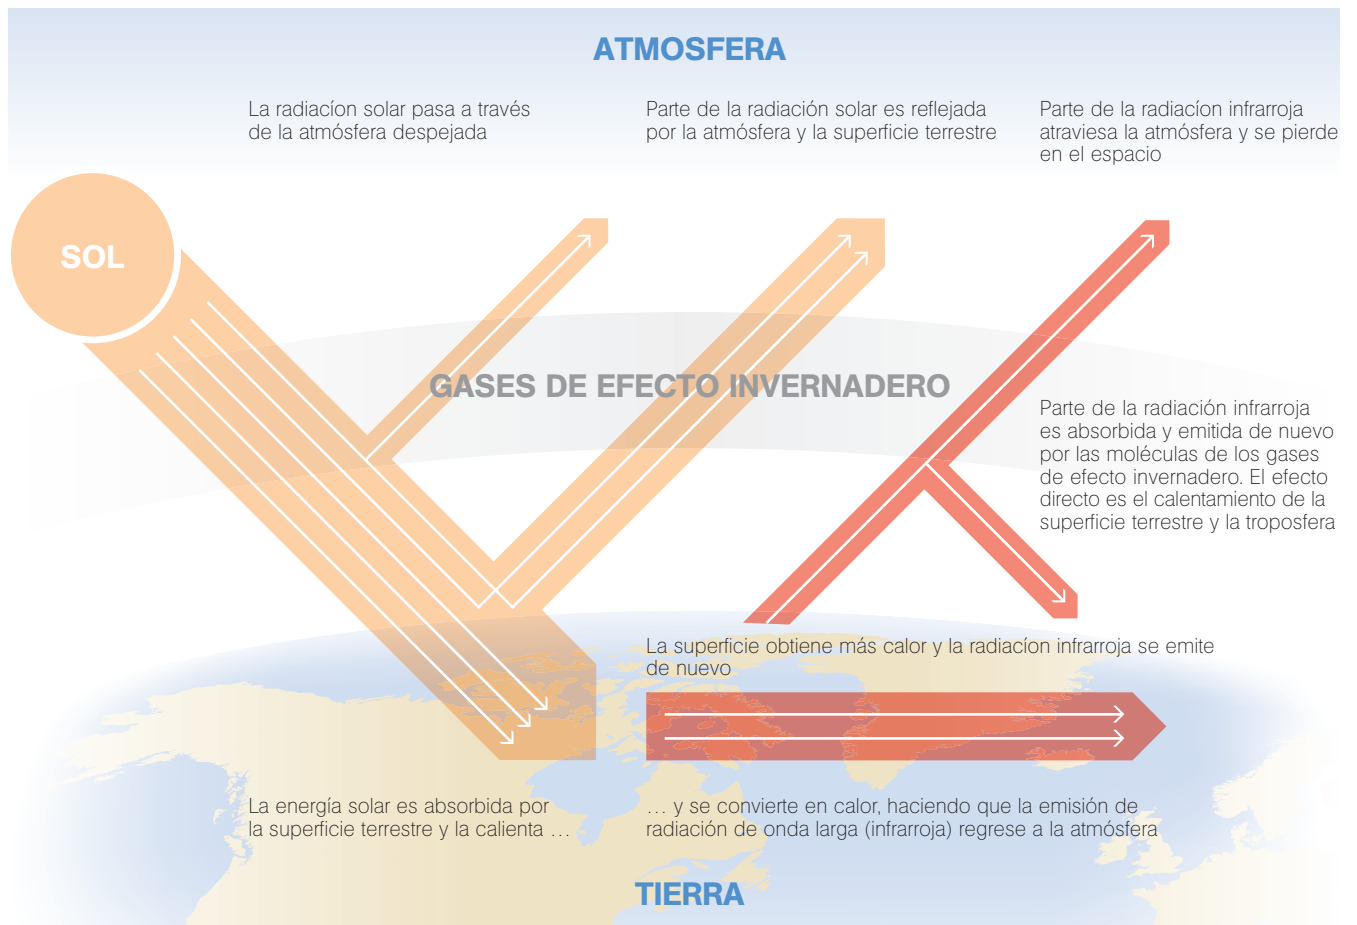 ATMOSFERA
La radiacíon solar pasa a través
de la atmósfera despejada
Parte de la radiación solar es reflejada
por la atmósfera y la superficie terrestre
Parte de la radiacíon infrarroja
atraviesa la atmósfera y se pierde
en el espacio
SOL
GASES DE EFECTO INVERNADERO
Parte de la radiación infrarroja
es absorbida y emitida de nuevo
por las moléculas de los gases
de efecto invernadero. El efecto
directo es el calentamiento de la
superficie terrestre y la troposfera
La superficie obtiene más calor y la radiacíon infrarroja se emite
de nuevo
La energía solar es absorbida por
la superficie terrestre y la calienta …
… y se convierte en calor, haciendo que la emisión de
radiación de onda larga (infrarroja) regrese a la atmósfera
TIERRA